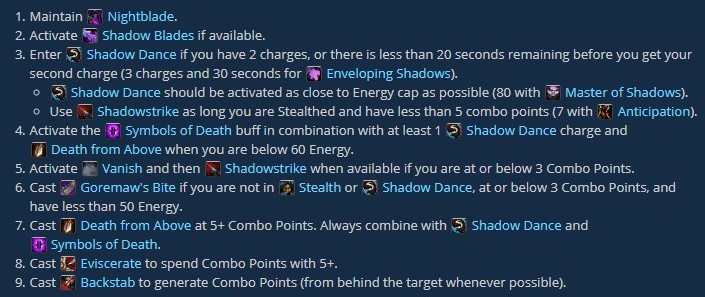 1. Maintain Nightblade.
2. Activate Shadow Blades if available.
3. Enter Shadow Dance if you have 2 charges, or there is less than 20 seconds remaining before you get your
second charge (3 charges and 30 seconds for Enveloping Shadows).
Shadow Dance should be activated as close to Energy cap as possible (80 with Master of Shadows).
Use Shadowstrike as long you are Stealthed and have less than 5 combo points (7 with Anticipation).
4. Activate the Symbols of Death buff in combination with at least 1 Shadow Dance charge and
Death from Above when you are below 60 Energy.
5. Activate Vanish and then Shadowstrike when available if you are at or below 3 Combo Points.
6. Cast Goremaw's Bite if you are not in Stealth or Shadow Dance, at or below 3 Combo Points, and
have less than 50 Energy.
7. Cast Death from Above at 5+ Combo Points. Always combine with Shadow Dance and
Symbols of Death.
8. Cast Eviscerate to spend Combo Points with 5+.
9. Cast Backstab to generate Combo Points (from behind the target whenever possible).